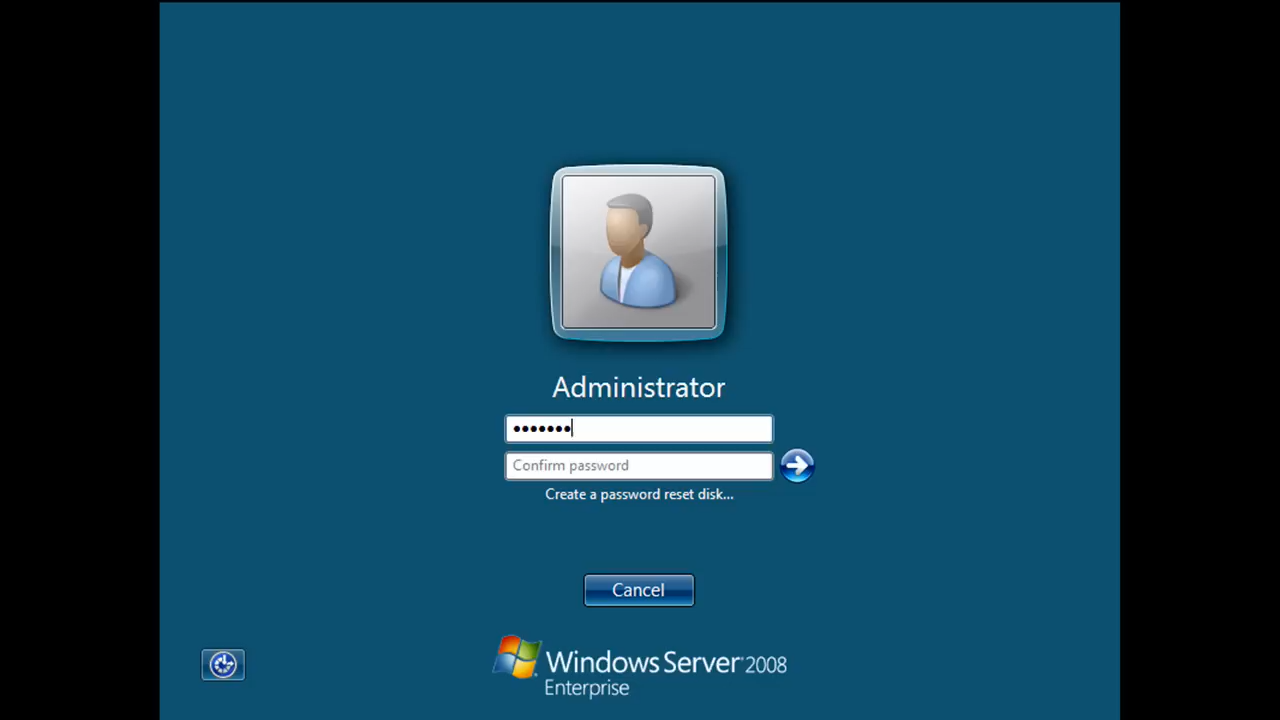 Administrator
•••••••
Confirm password
Create a password reset disk...
Cancel
Windows Server 2008
Enterprise